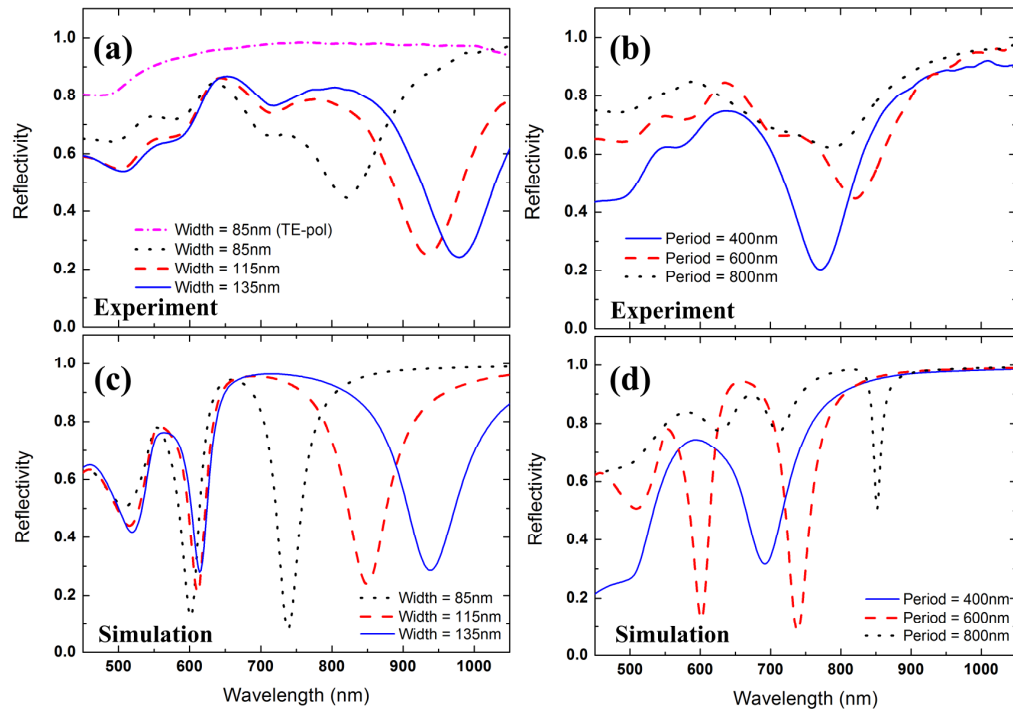 (a)
1.0
0.8
0.6
0.4
0.2
0.0
Reflectivity
Width = 85nm (TE-pol)
Width = 85nm
Width = 115nm
Width = 135nm
Experiment
(b)
1.0
0.8
0.6
0.4
0.2
0.0
Reflectivity
Period = 400nm
Period = 600nm
Period = 800nm
Experiment
(c)
1.0
0.8
0.6
0.4
0.2
0.0
Reflectivity
Width = 85nm
Width = 115nm
Width = 135nm
Simulation
500 600 700 800 900 1000
Wavelength (nm)
(d)
1.0
0.8
0.6
0.4
0.2
0.0
Reflectivity
Period = 400nm
Period = 600nm
Period = 800nm
Simulation
500 600 700 800 900 1000
Wavelength (nm)